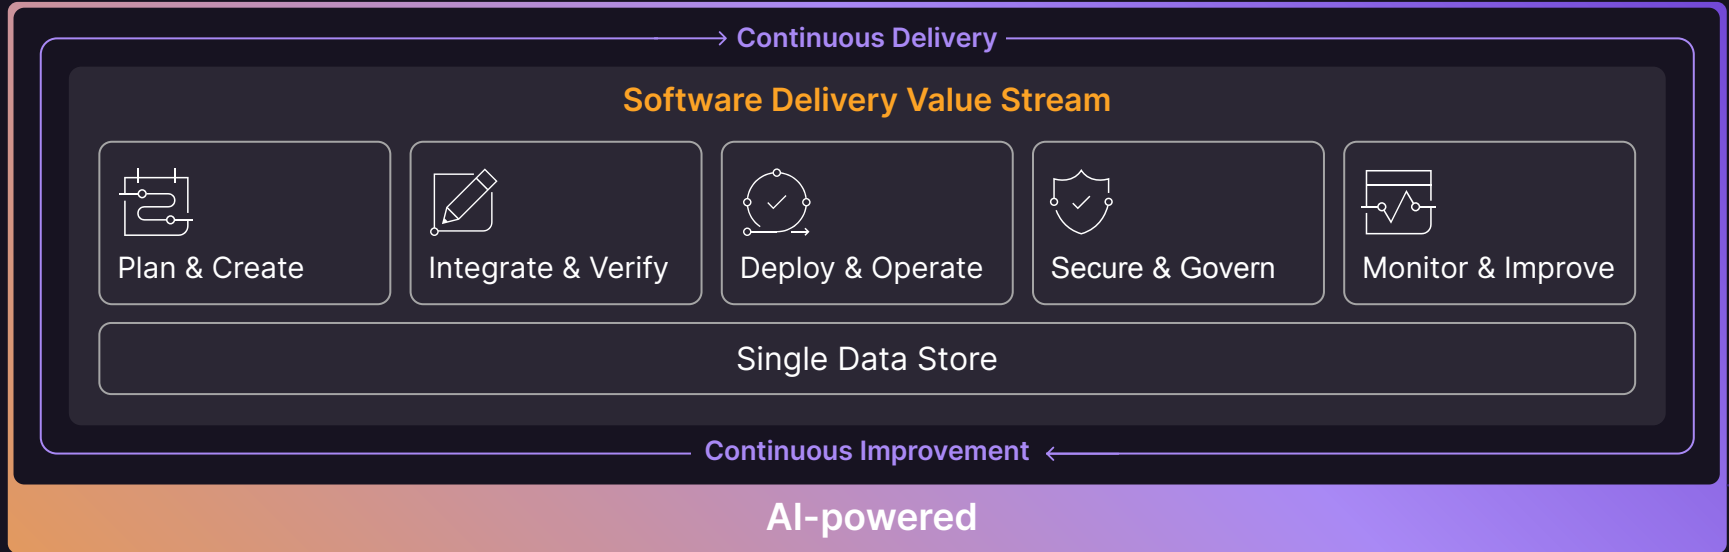 Continuous Delivery
Software Delivery Value Stream
Plan & Create
Integrate & Verify
Deploy & Operate
Secure & Govern
Monitor & Improve
Single Data Store
Continuous Improvement
AI-powered